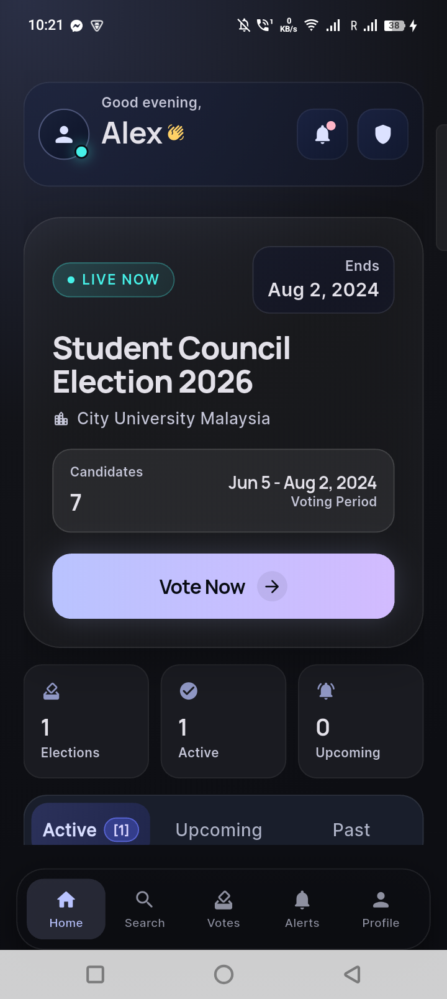 10:21
1
0
KB/s
R
38
Good evening,
Alex👋
LIVE NOW
Ends
Aug 2, 2024
Student Council
Election 2026
City University Malaysia
Candidates
7
Jun 5 - Aug 2, 2024
Voting Period
Vote Now
1
Elections
1
Active
0
Upcoming
Active [1]
Upcoming
Past
Home
Search
Votes
Alerts
Profile